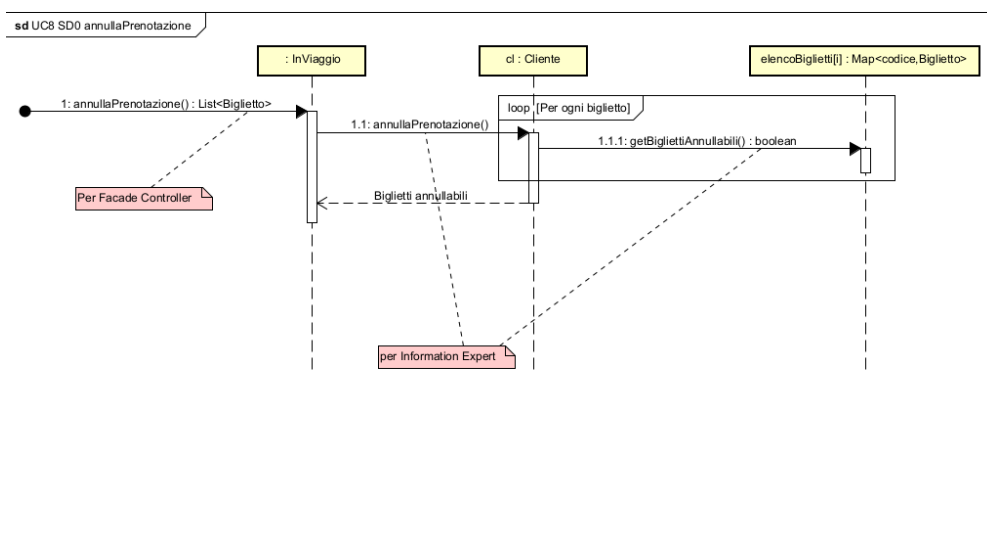 sd UC8 SD0 annullaPrenotazione
: InViaggio
cl : Cliente
elencoBiglietti[i] : Map<codice,Biglietto>
1: annullaPrenotazione() : List<Biglietto>
loop [Per ogni biglietto]
1.1: annullaPrenotazione()
1.1.1: getBigliettiAnnullabili() : boolean
Per Facade Controller
Biglietti annullabili
per Information Expert